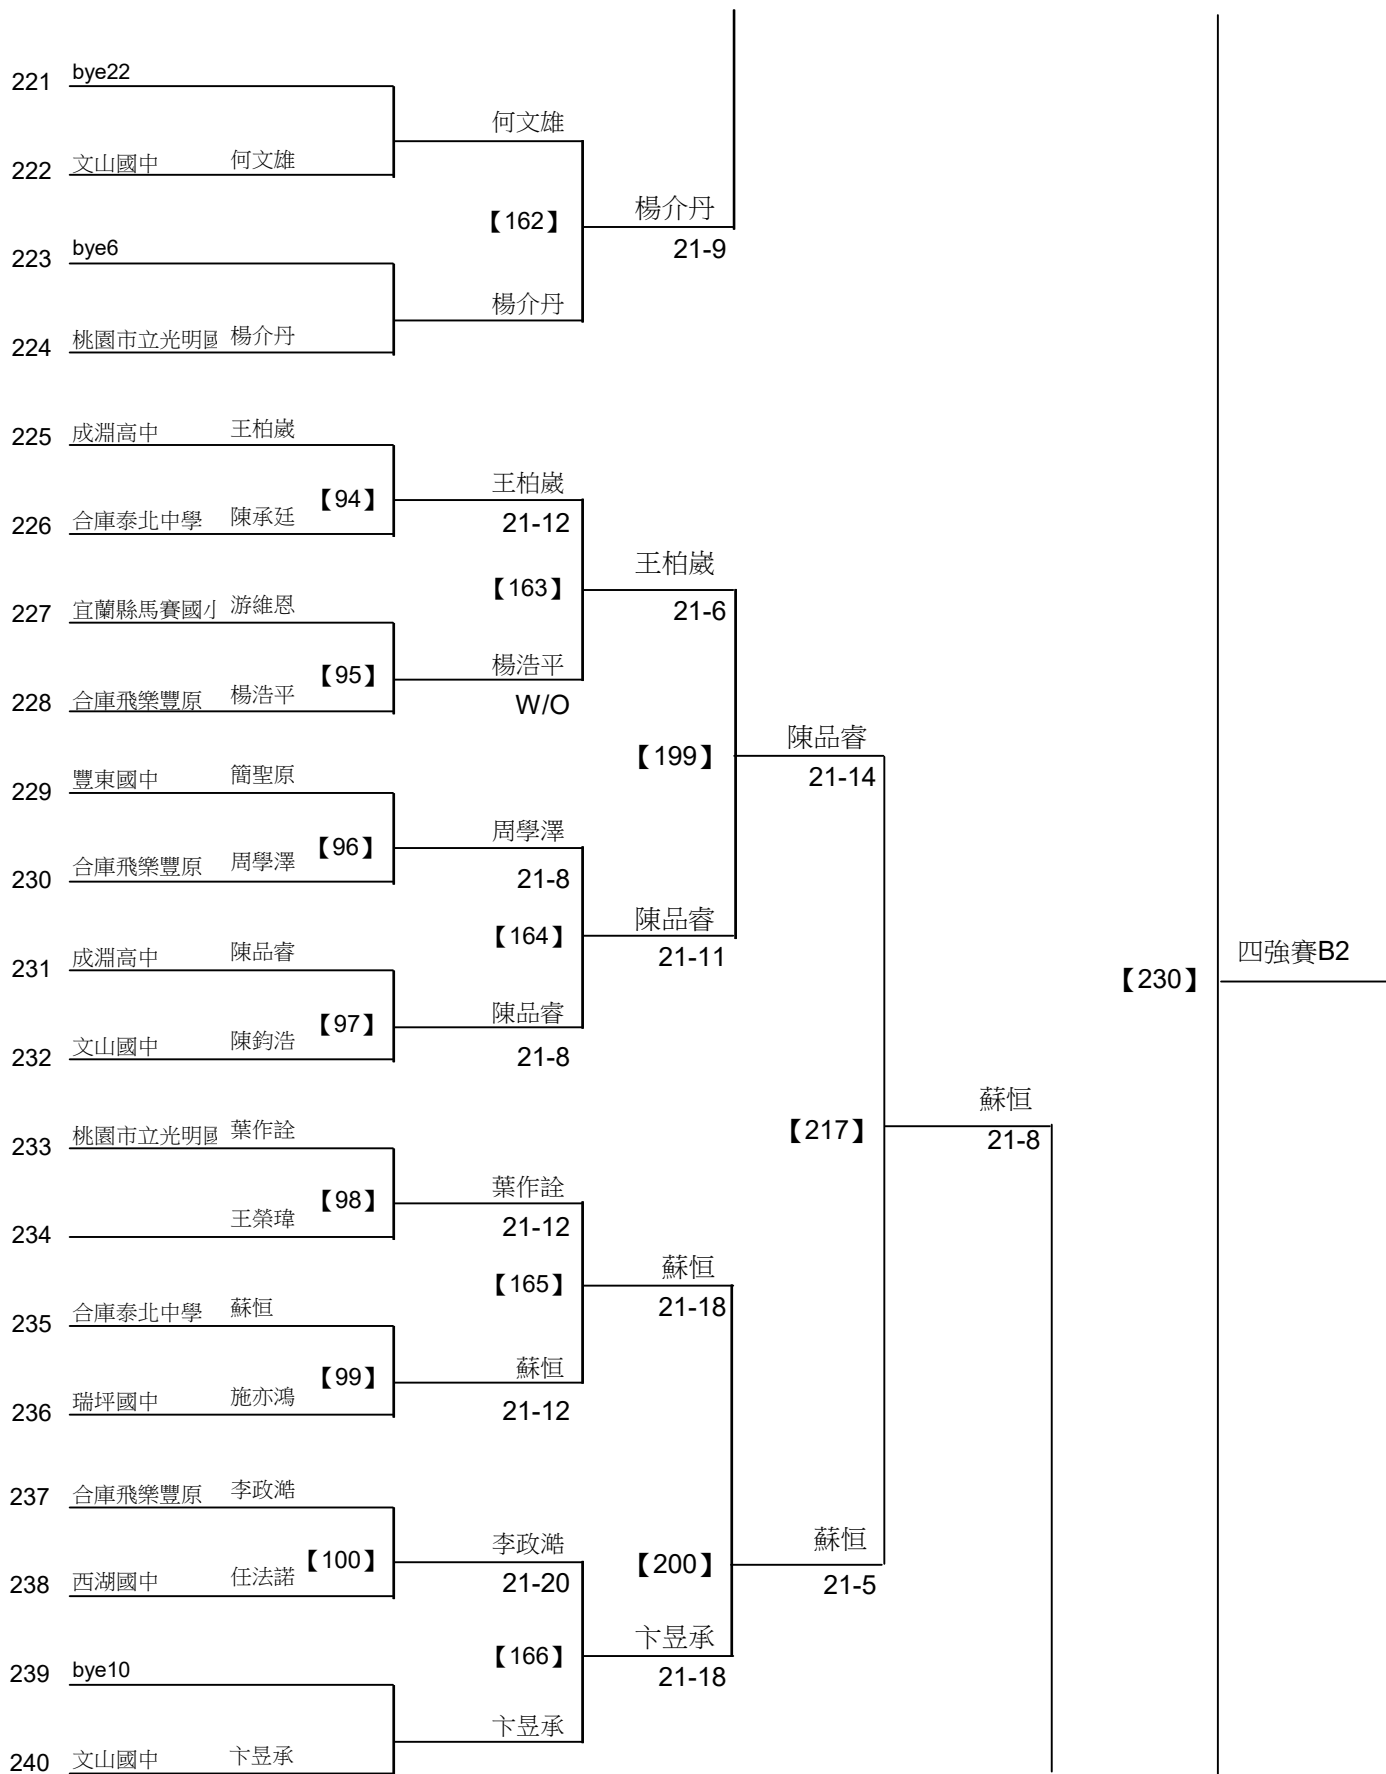 221 bye22
何文雄
222 文山國中 何文雄
【162】
楊介丹
21-9
223 bye6
楊介丹
224 桃園市立光明 楊介丹
225 成淵高中 王柏崴
【94】
王柏崴
21-12
226 合庫泰北中學 陳承廷
【163】
王柏崴
21-6
227 宜蘭縣馬賽國小 游維恩
【95】
楊浩平
W/O
228 合庫飛樂豐原 楊浩平
【199】
陳品睿
21-14
229 豐東國中 簡聖原
【96】
周學澤
21-8
230 合庫飛樂豐原 周學澤
【164】
陳品睿
21-11
231 成淵高中 陳品睿
【97】
陳品睿
21-8
232 文山國中 陳鈞浩
【230】
四強賽B2
【217】
蘇恒
21-8
233 桃園市立光明 葉作詮
【98】
葉作詮
21-12
234 王榮瑋
【165】
蘇恒
21-18
235 合庫泰北中學 蘇恒
【99】
蘇恒
21-12
236 瑞坪國中 施亦鴻
237 合庫飛樂豐原 李政澔
【100】
李政澔
21-20
238 西湖國中 任法諾
【200】
蘇恒
21-5
【166】
卞昱承
21-18
239 bye10
卞昱承
240 文山國中 卞昱承